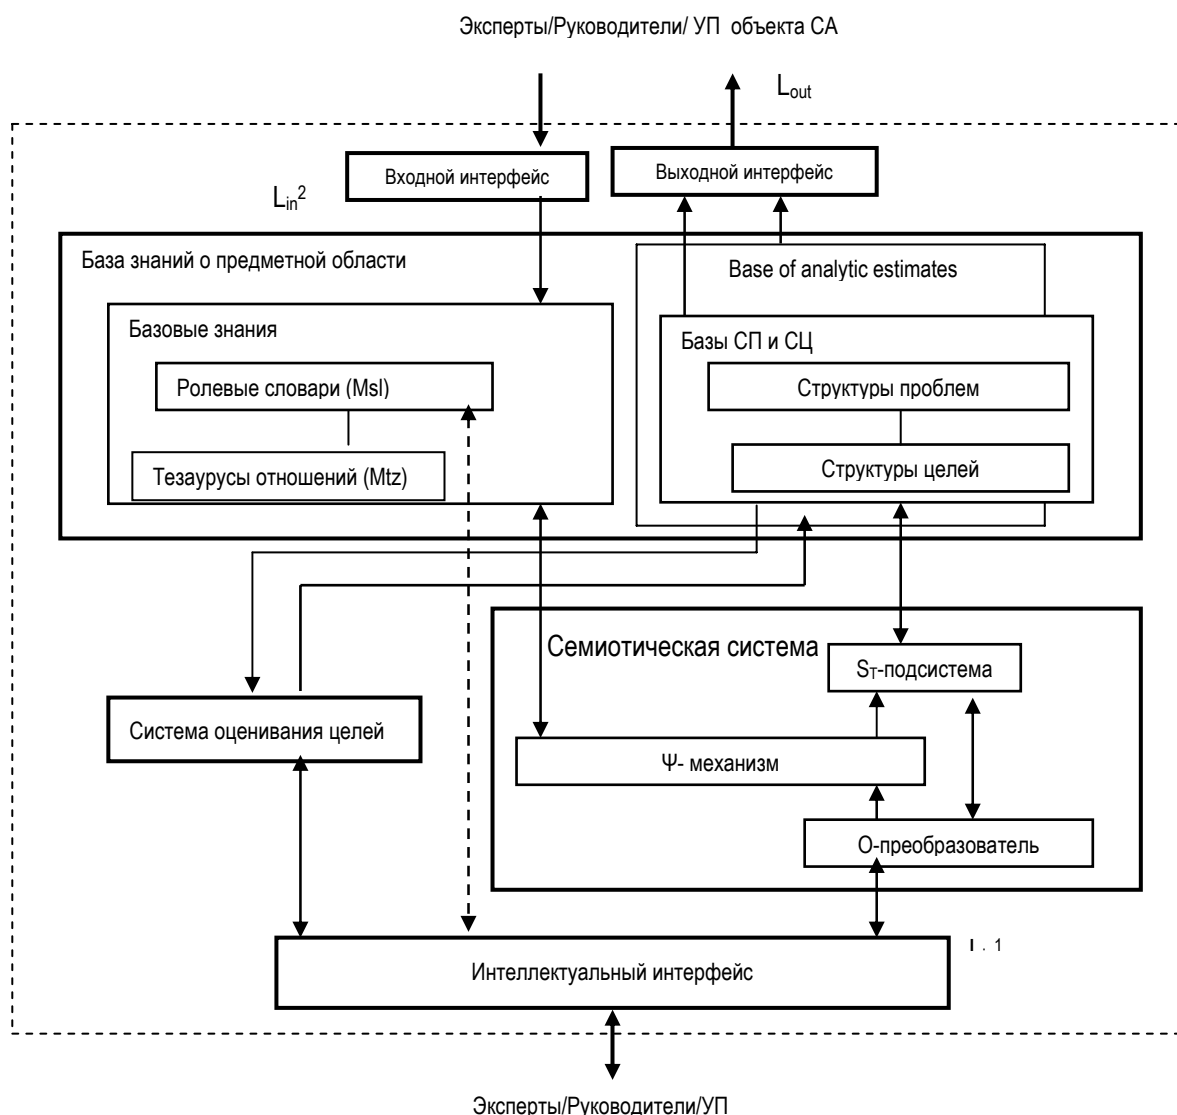 Эксперты/Руководители/ УП объекта СА
L_out
Входной интерфейс
Выходной интерфейс
L_in²
База знаний о предметной области
Base of analytic estimates
Базовые знания
Базы СП и СЦ
Ролевые словари (Msl)
Структуры проблем
Тезаурусы отношений (Mtz)
Структуры целей
Семиотическая система
S_T-подсистема
Система оценивания целей
Ψ- механизм
О-преобразователь
Интеллектуальный интерфейс
Эксперты/Руководители/УП